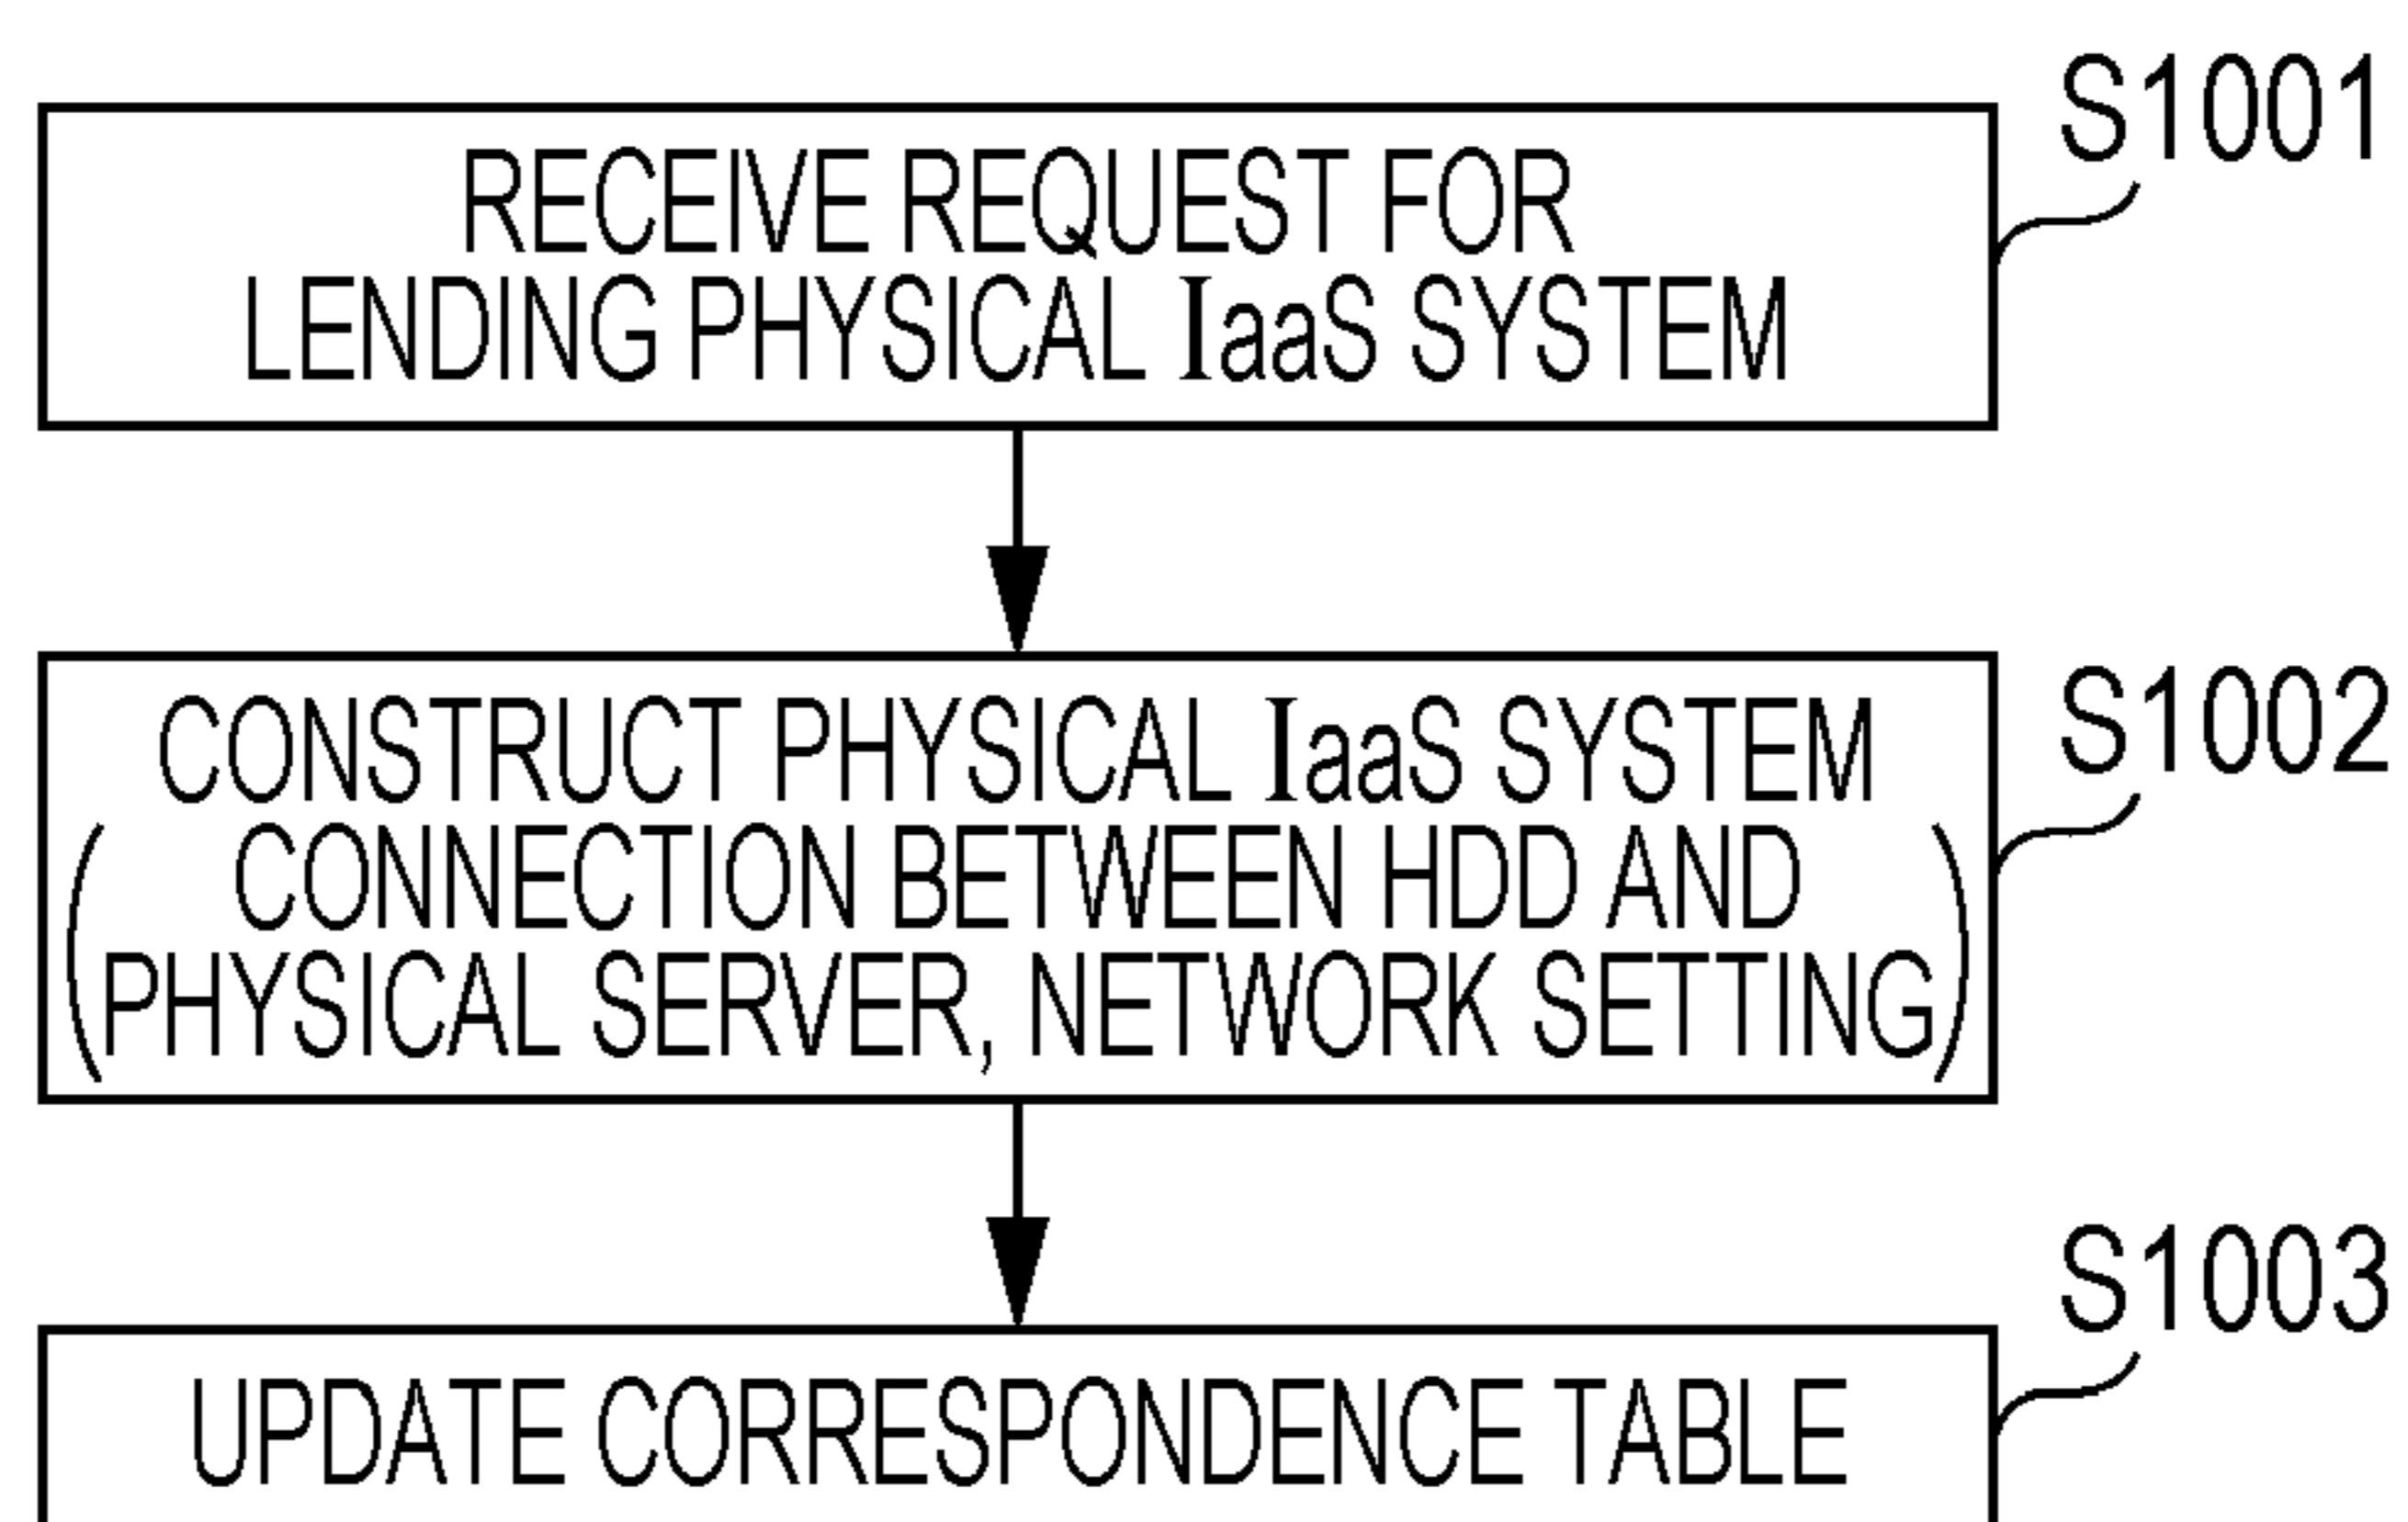 S1001
RECEIVE REQUEST FOR
LENDING PHYSICAL IaaS SYSTEM
S1002
CONSTRUCT PHYSICAL IaaS SYSTEM
(CONNECTION BETWEEN HDD AND
PHYSICAL SERVER, NETWORK SETTING)
S1003
UPDATE CORRESPONDENCE TABLE